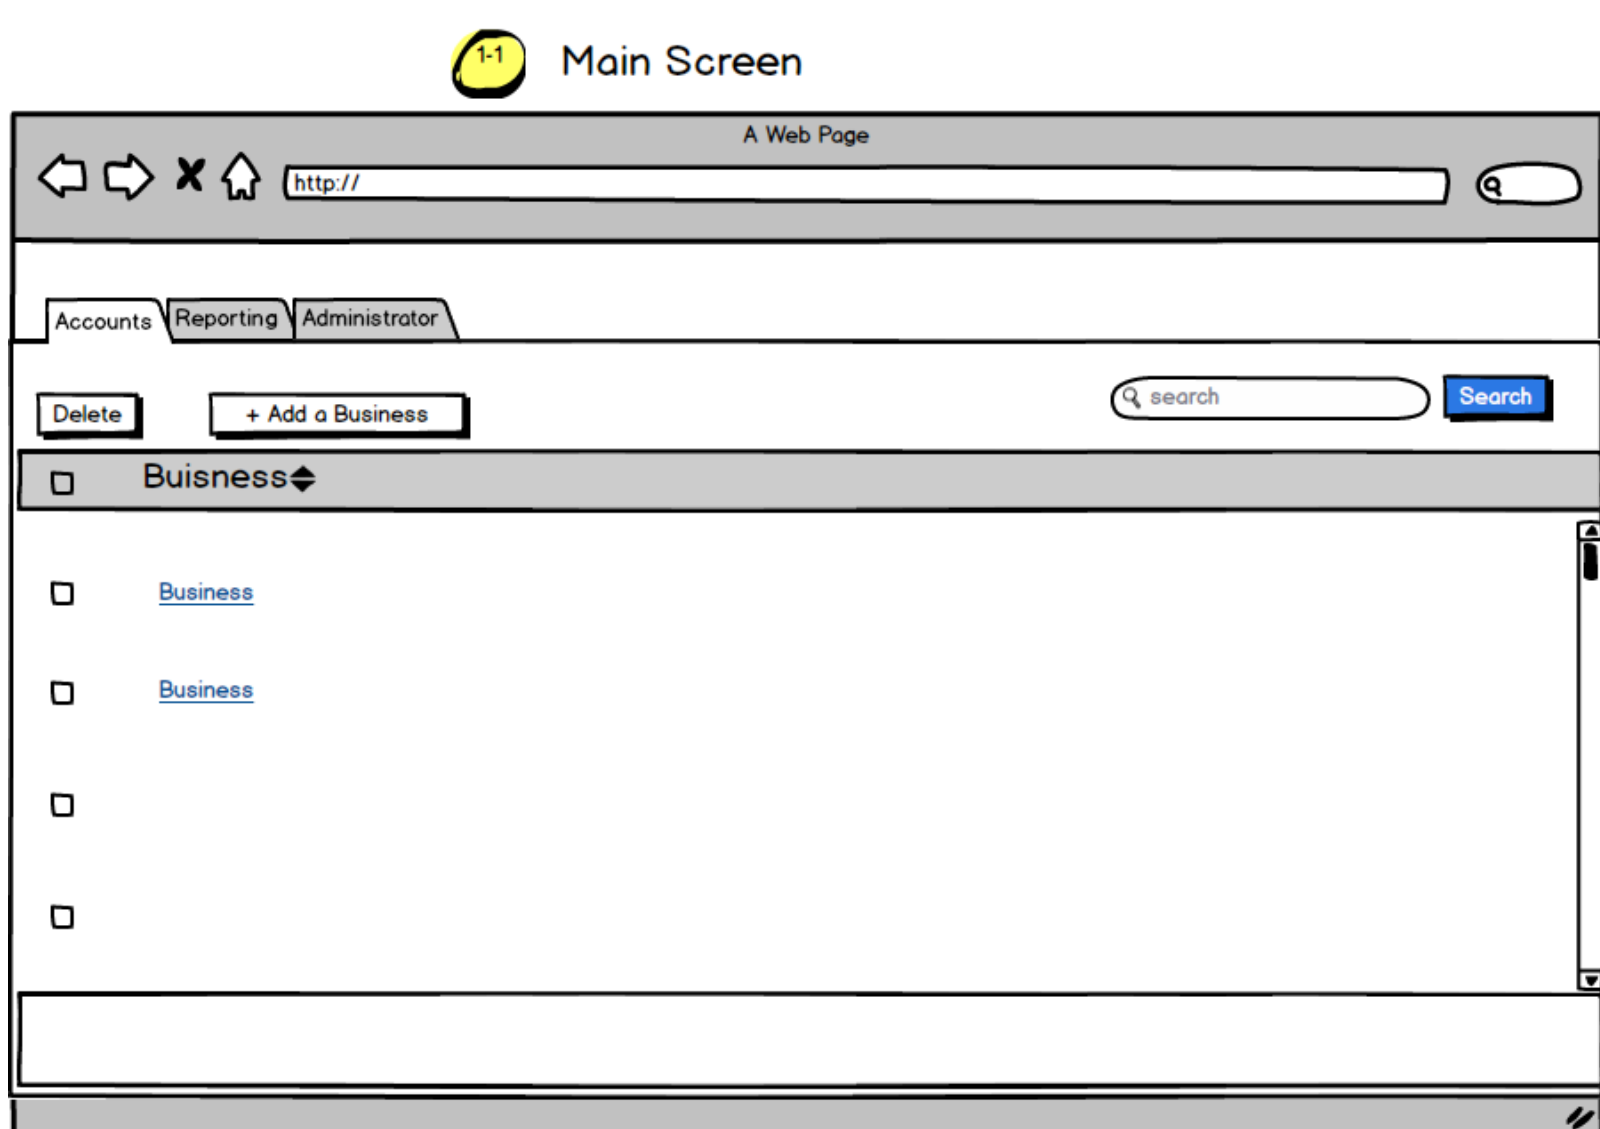 1-1 Main Screen
A Web Page
http://
Accounts Reporting Administrator
Delete + Add a Business search Search
Buisness
Business
Business